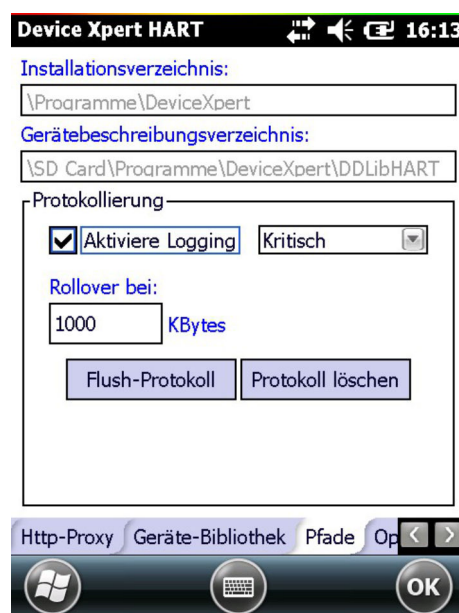 Device Xpert HART 16:13
Installationsverzeichnis:
\Programme\DeviceXpert
Gerätebeschreibungsverzeichnis:
\SD Card\Programme\DeviceXpert\DDLibHART
Protokollierung
Aktiviere Logging Kritisch
Rollover bei:
1000 KBytes
Flush-Protokoll Protokoll löschen
Http-Proxy Geräte-Bibliothek Pfade Op
OK